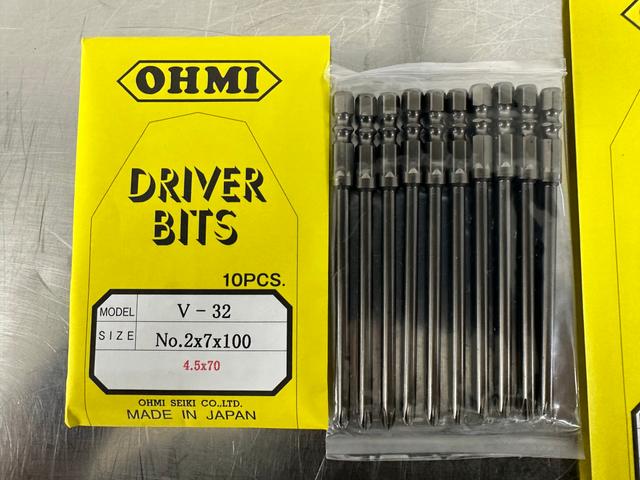 OHMI
DRIVER
BITS
10PCS.
MODEL V - 32
SIZE No.2x7x100
4.5x70
OHMI SEIKI CO.,LTD.
MADE IN JAPAN